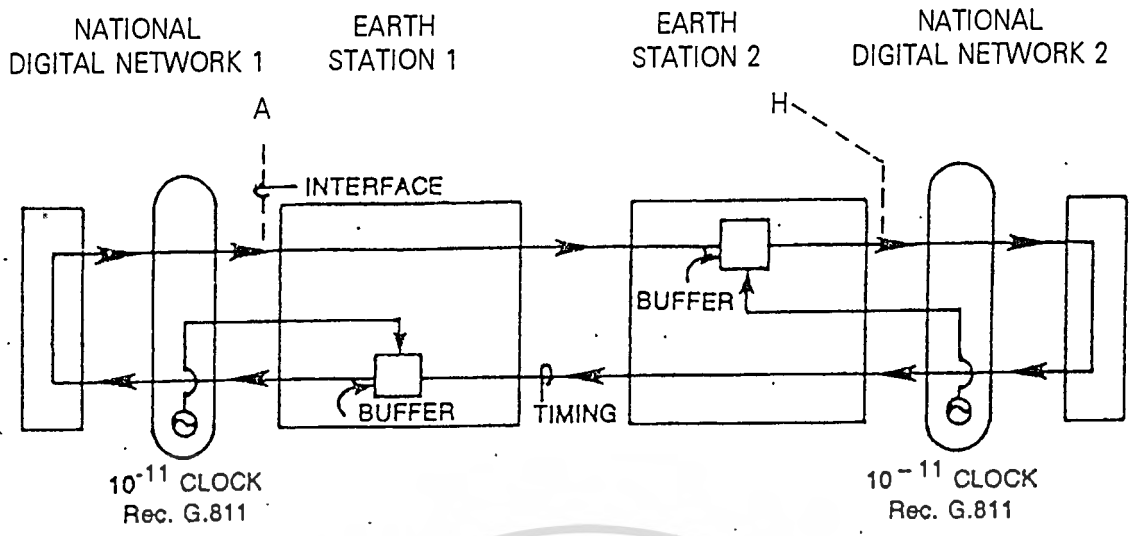 NATIONAL
DIGITAL NETWORK 1
EARTH
STATION 1
EARTH
STATION 2
NATIONAL
DIGITAL NETWORK 2
A
H
INTERFACE
BUFFER
BUFFER
TIMING
10-11 CLOCK
Rec. G.811
10-11 CLOCK
Rec. G.811